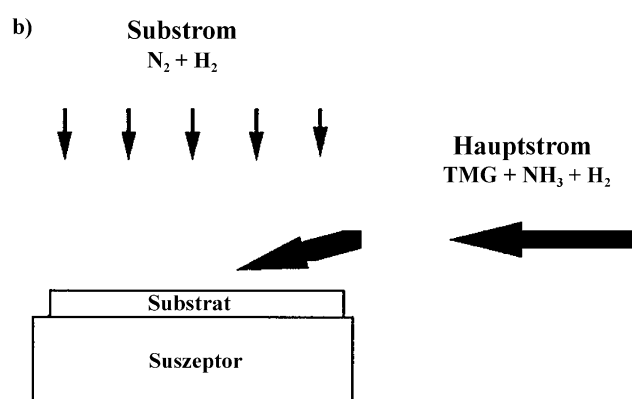 b)
Substrom
N₂ + H₂
Hauptstrom
TMG + NH₃ + H₂
Substrat
Suszeptor